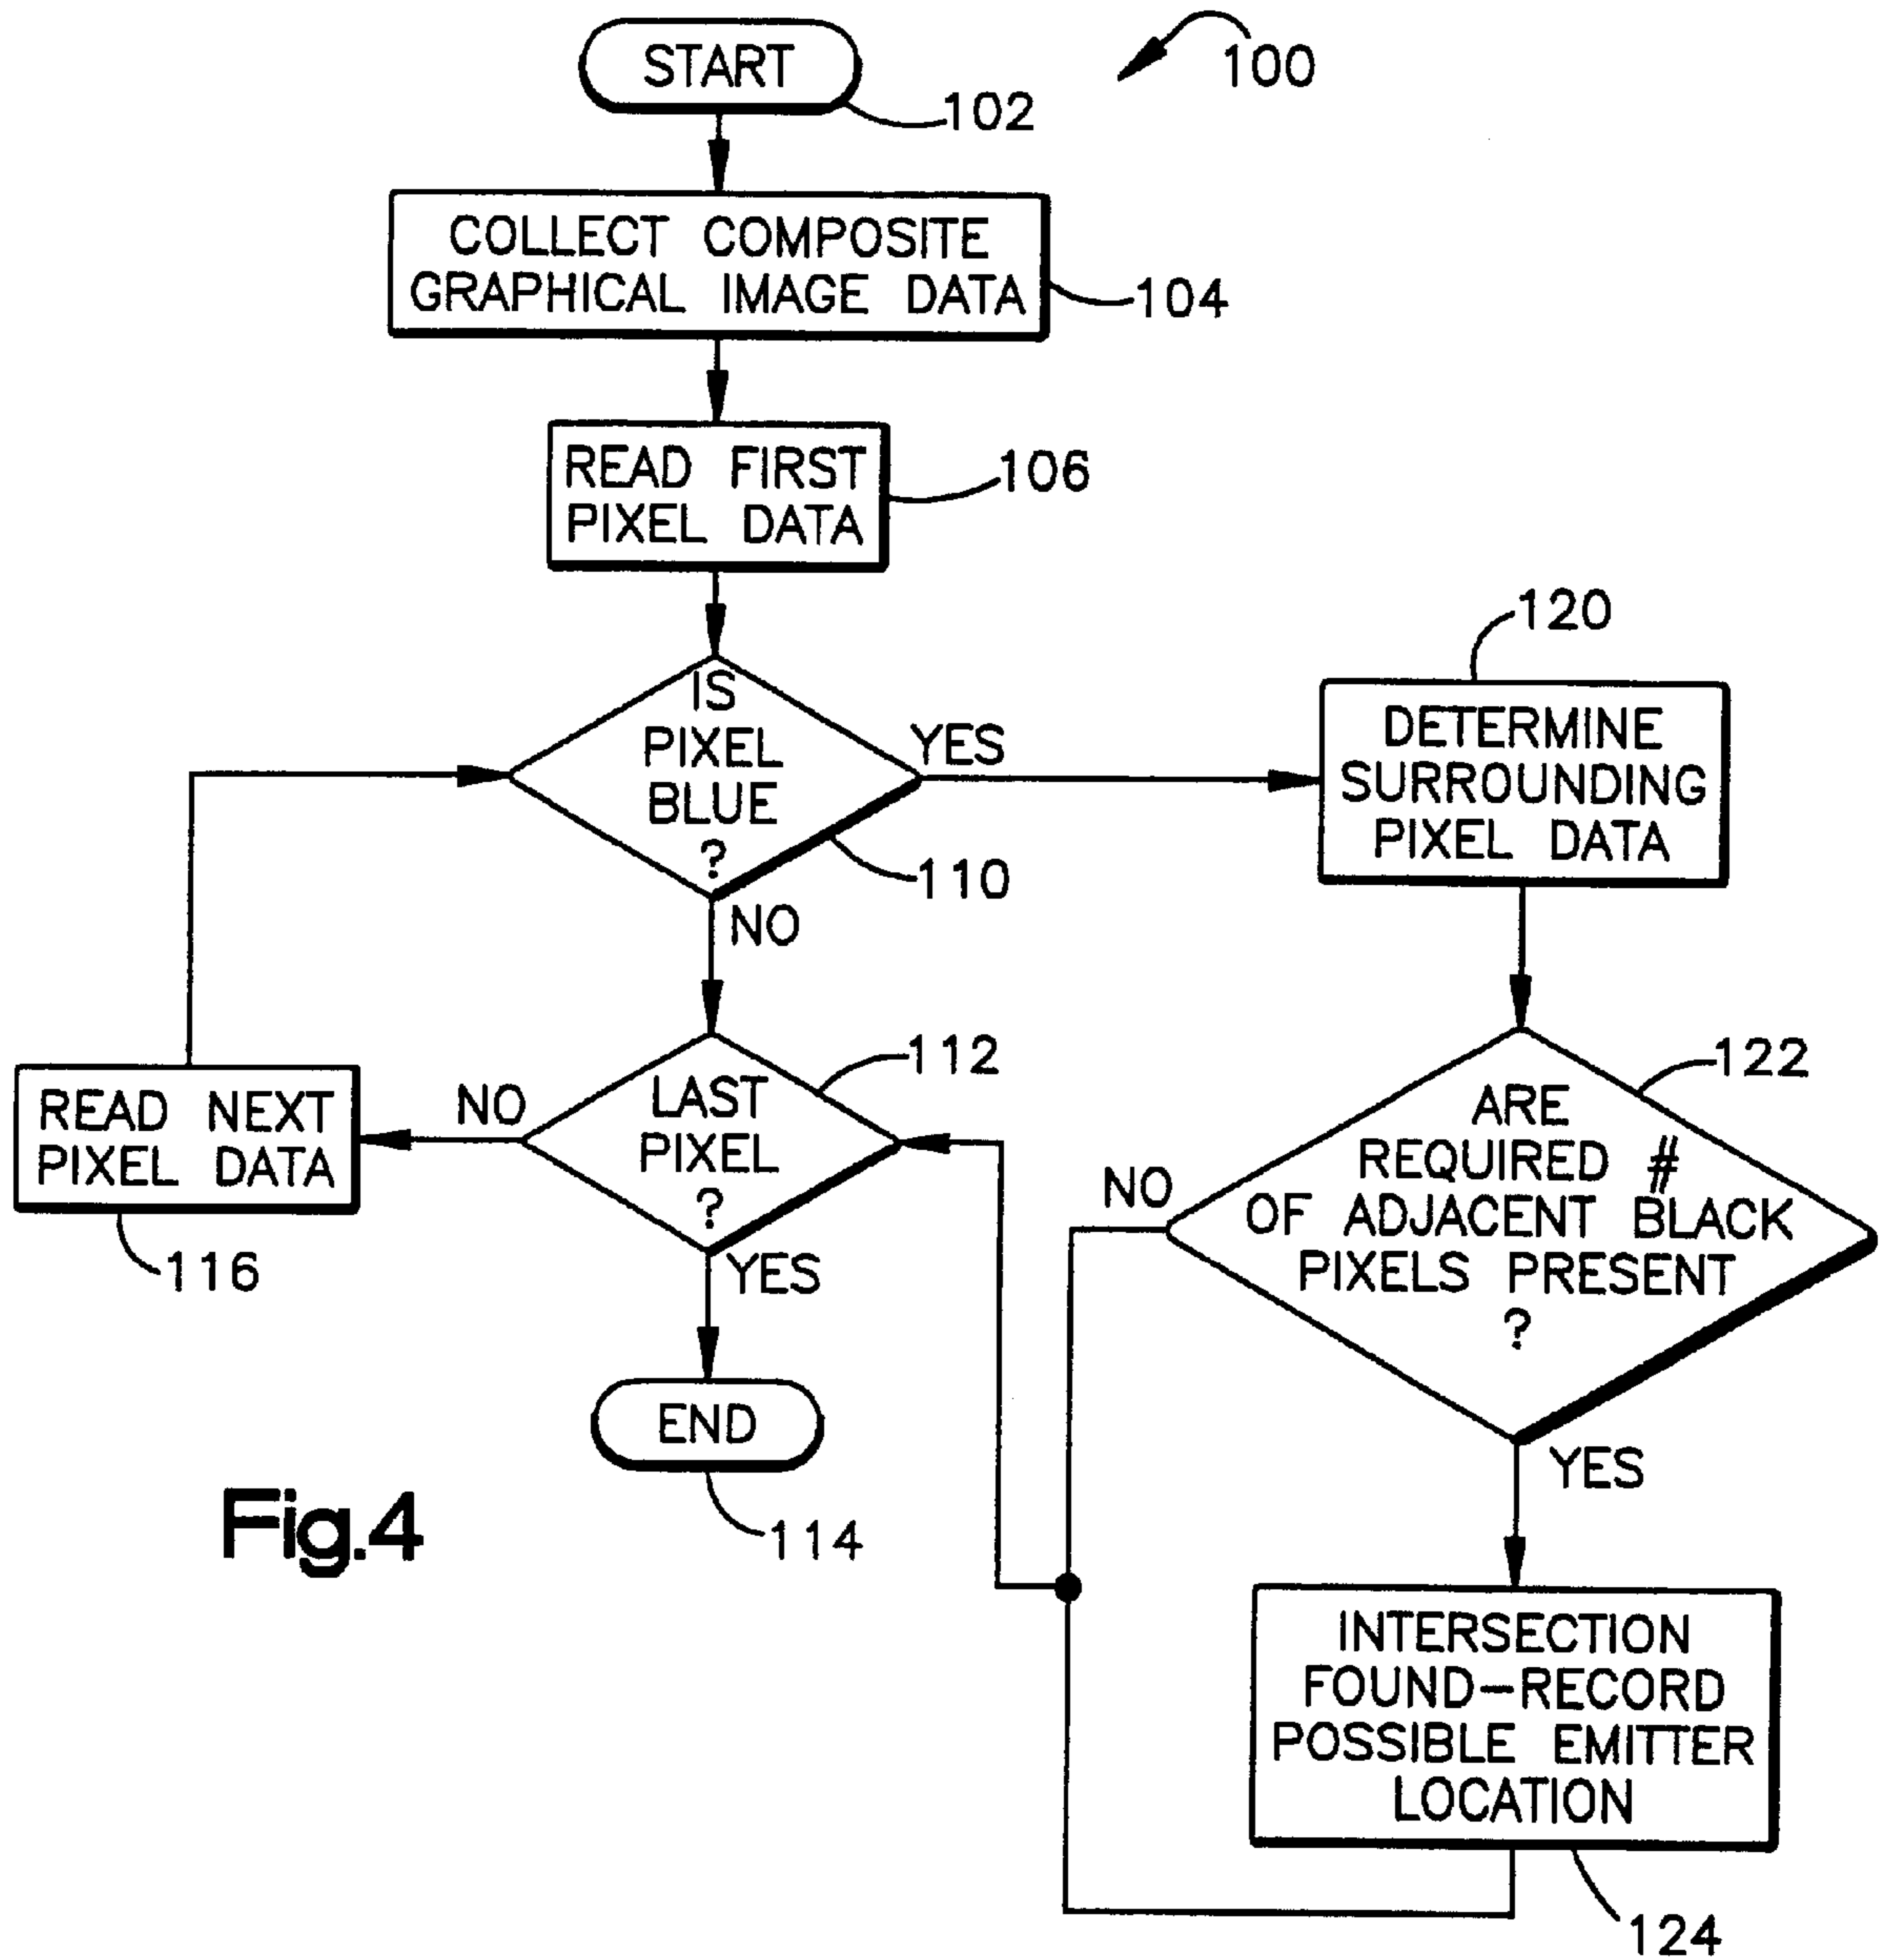 START
100
102
COLLECT COMPOSITE
GRAPHICAL IMAGE DATA
104
READ FIRST
PIXEL DATA
106
IS
PIXEL
BLUE
?
YES
110
NO
120
DETERMINE
SURROUNDING
PIXEL DATA
READ NEXT
PIXEL DATA
116
NO
LAST
PIXEL
?
112
YES
END
114
122
ARE
REQUIRED #
OF ADJACENT BLACK
PIXELS PRESENT
?
NO
YES
INTERSECTION
FOUND-RECORD
POSSIBLE EMITTER
LOCATION
124
Fig.4